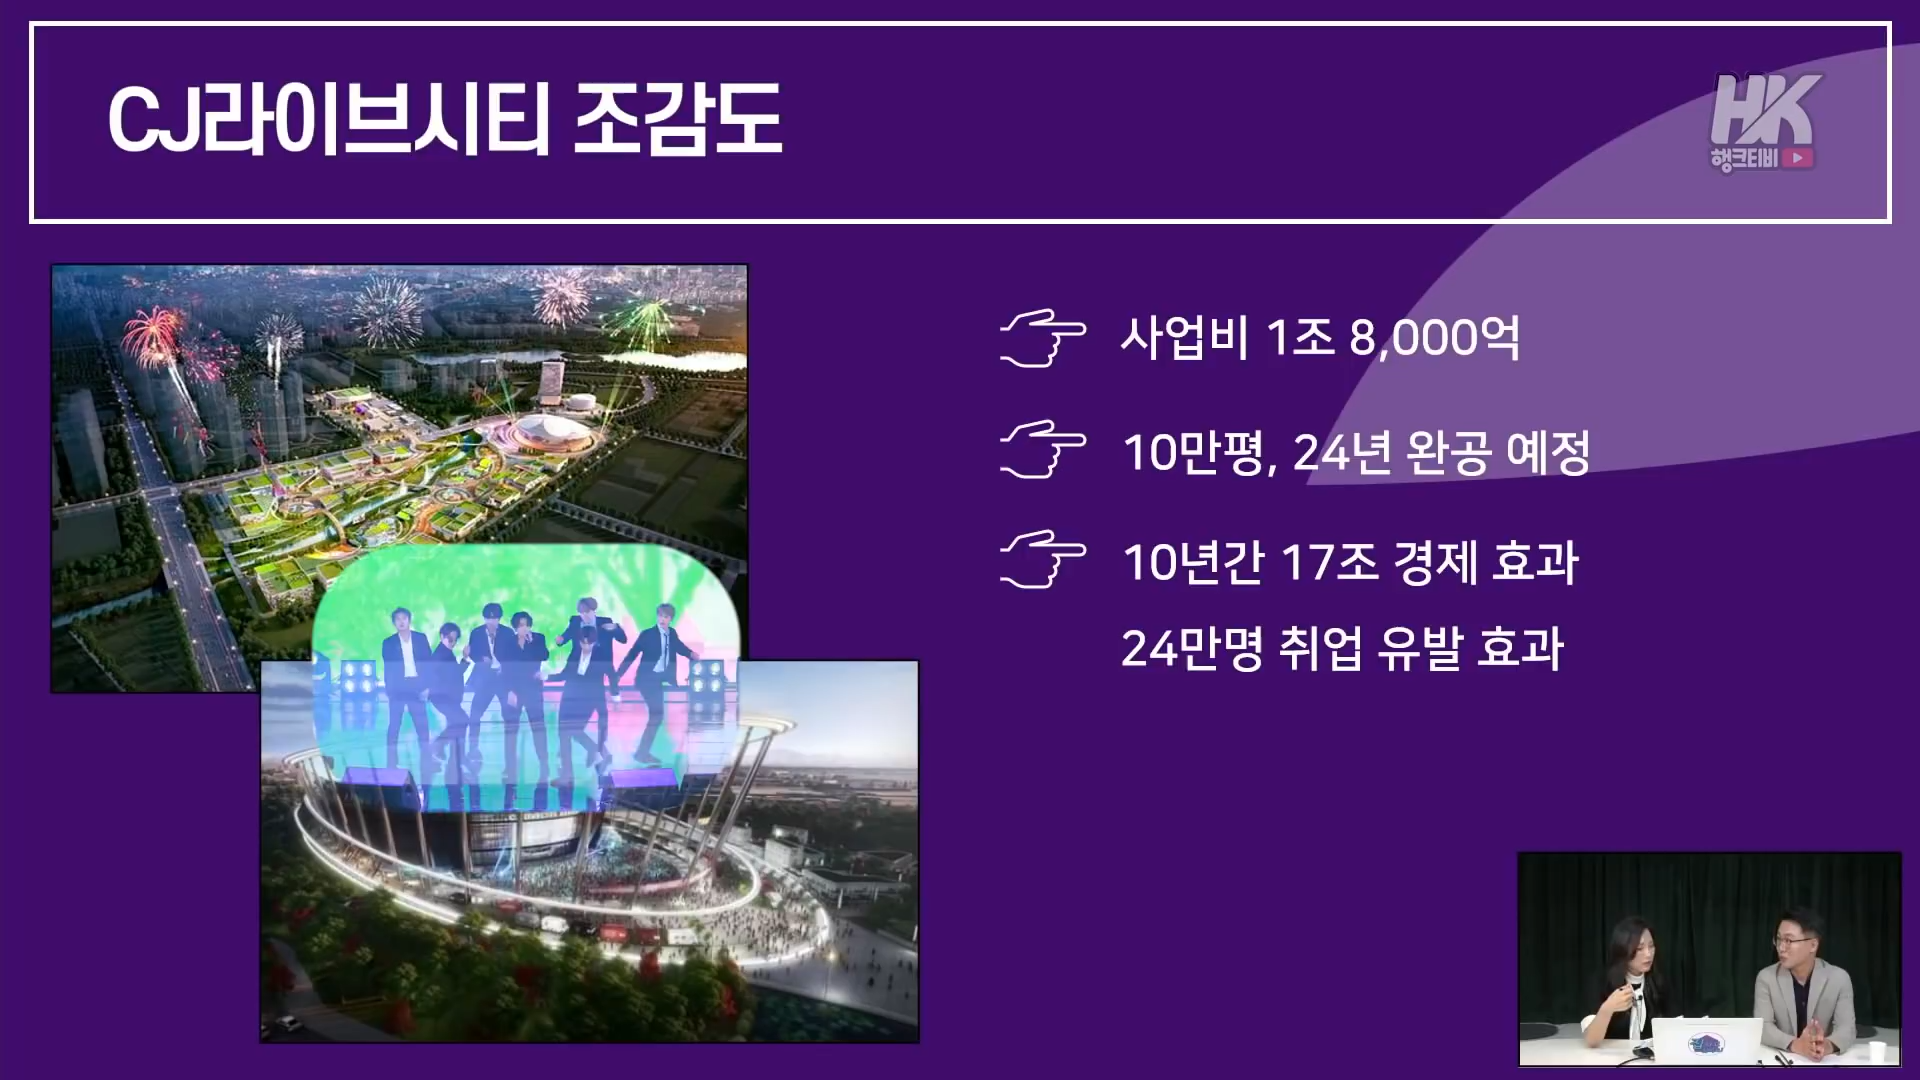 CJ라이브시티 조감도
HK
행크티비
사업비 1조 8,000억
10만평, 24년 완공 예정
10년간 17조 경제 효과
24만명 취업 유발 효과